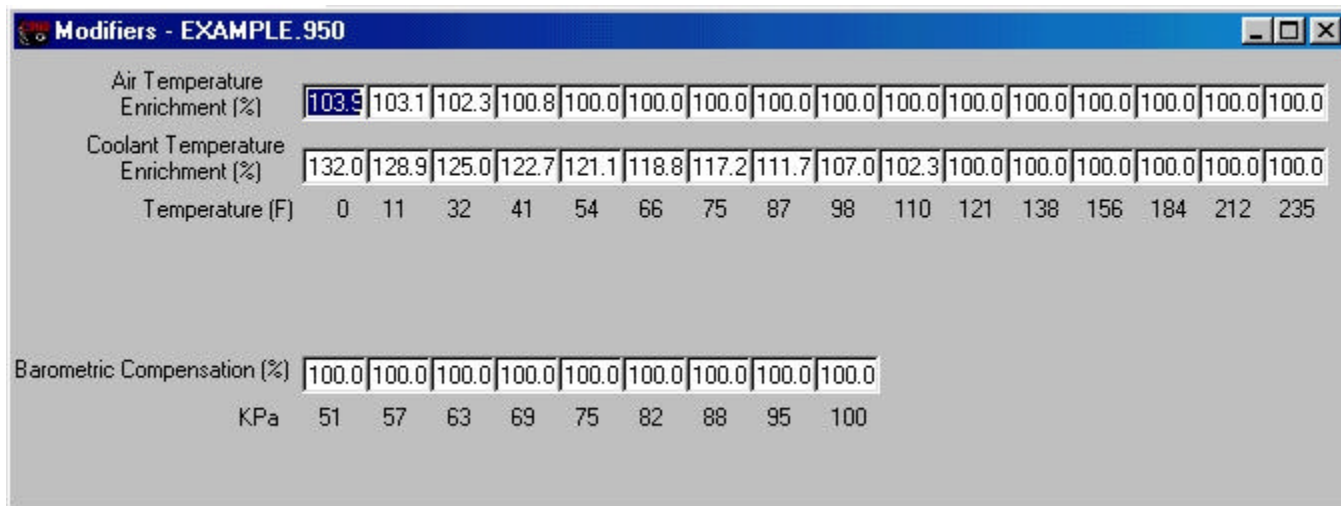 Modifiers - EXAMPLE.950
Air Temperature
Enrichment (%)
103.9 103.1 102.3 100.8 100.0 100.0 100.0 100.0 100.0 100.0 100.0 100.0 100.0 100.0 100.0 100.0
Coolant Temperature
Enrichment (%)
132.0 128.9 125.0 122.7 121.1 118.8 117.2 111.7 107.0 102.3 100.0 100.0 100.0 100.0 100.0 100.0
Temperature (F) 0 11 32 41 54 66 75 87 98 110 121 138 156 184 212 235
Barometric Compensation (%) 100.0 100.0 100.0 100.0 100.0 100.0 100.0 100.0 100.0
KPa 51 57 63 69 75 82 88 95 100